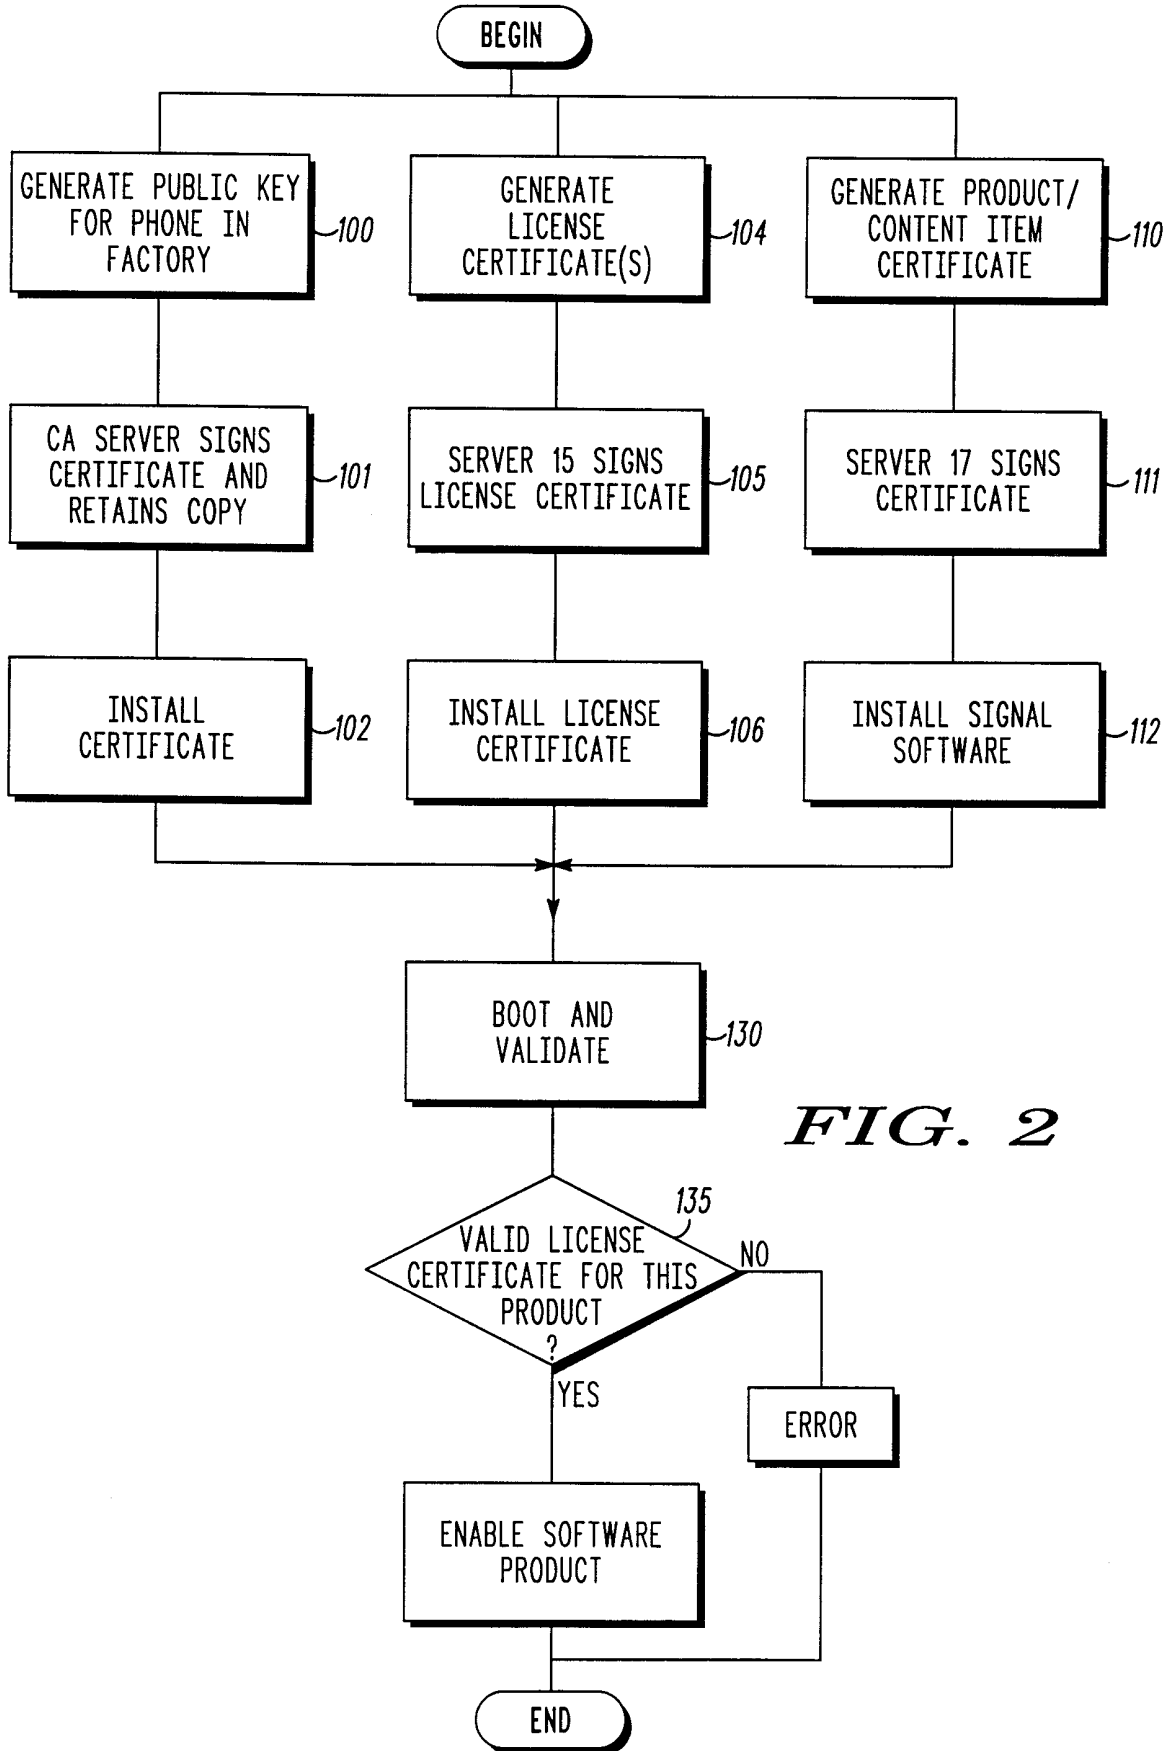 BEGIN
GENERATE PUBLIC KEY
FOR PHONE IN
FACTORY
100
GENERATE
LICENSE
CERTIFICATE(S)
104
GENERATE PRODUCT/
CONTENT ITEM
CERTIFICATE
110
CA SERVER SIGNS
CERTIFICATE AND
RETAINS COPY
101
SERVER 15 SIGNS
LICENSE CERTIFICATE
105
SERVER 17 SIGNS
CERTIFICATE
111
INSTALL
CERTIFICATE
102
INSTALL LICENSE
CERTIFICATE
106
INSTALL SIGNAL
SOFTWARE
112
BOOT AND
VALIDATE
130
FIG. 2
135
VALID LICENSE
CERTIFICATE FOR THIS
PRODUCT
?
NO
YES
ERROR
ENABLE SOFTWARE
PRODUCT
END